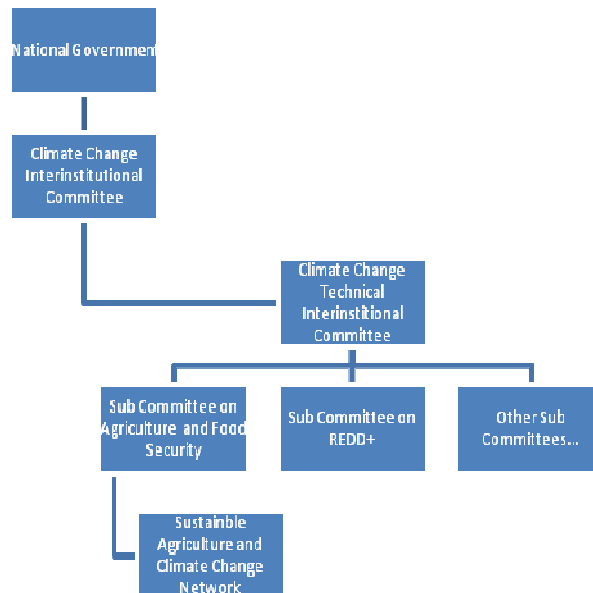 National Government
Climate Change
Interinstitutional
Committee
Climate Change
Technical
Interinstitional
Committee
Sub Committee on
Agriculture and Food
Security
Sub Committee on
REDD+
Other Sub
Committees...
Sustainble
Agriculture and
Climate Change
Network